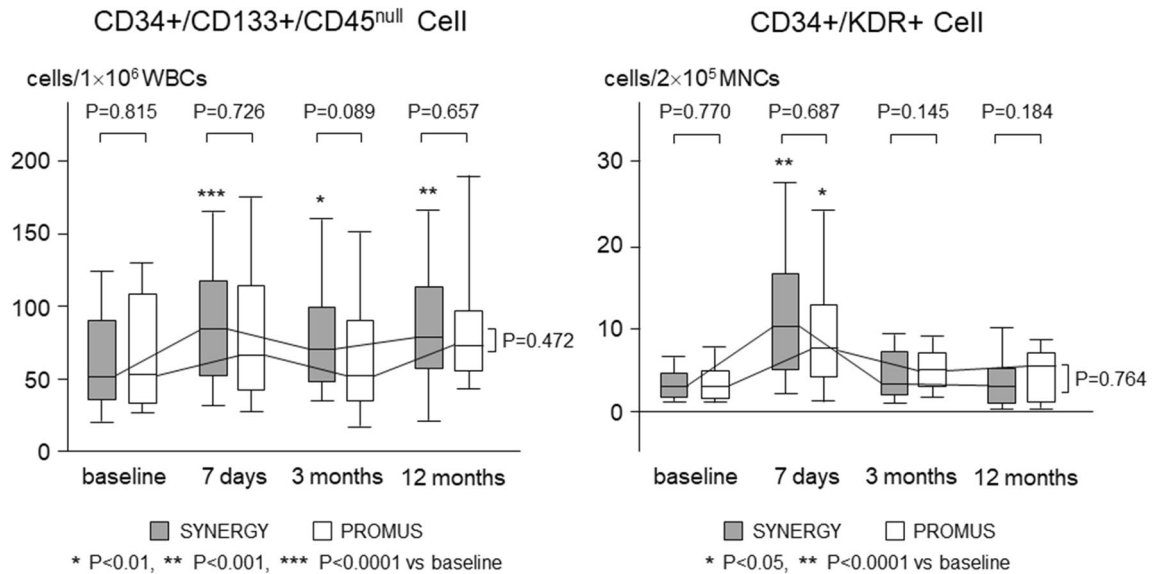 CD34+/CD133+/CD45null Cell
cells/1×10⁶ WBCs
P=0.815 P=0.726 P=0.089 P=0.657
200
*** * **
150
100
P=0.472
50
0
baseline 7 days 3 months 12 months
SYNERGY PROMUS
* P<0.01, ** P<0.001, *** P<0.0001 vs baseline
CD34+/KDR+ Cell
cells/2×10⁵ MNCs
P=0.770 P=0.687 P=0.145 P=0.184
30
** *
20
10
P=0.764
0
baseline 7 days 3 months 12 months
SYNERGY PROMUS
* P<0.05, ** P<0.0001 vs baseline